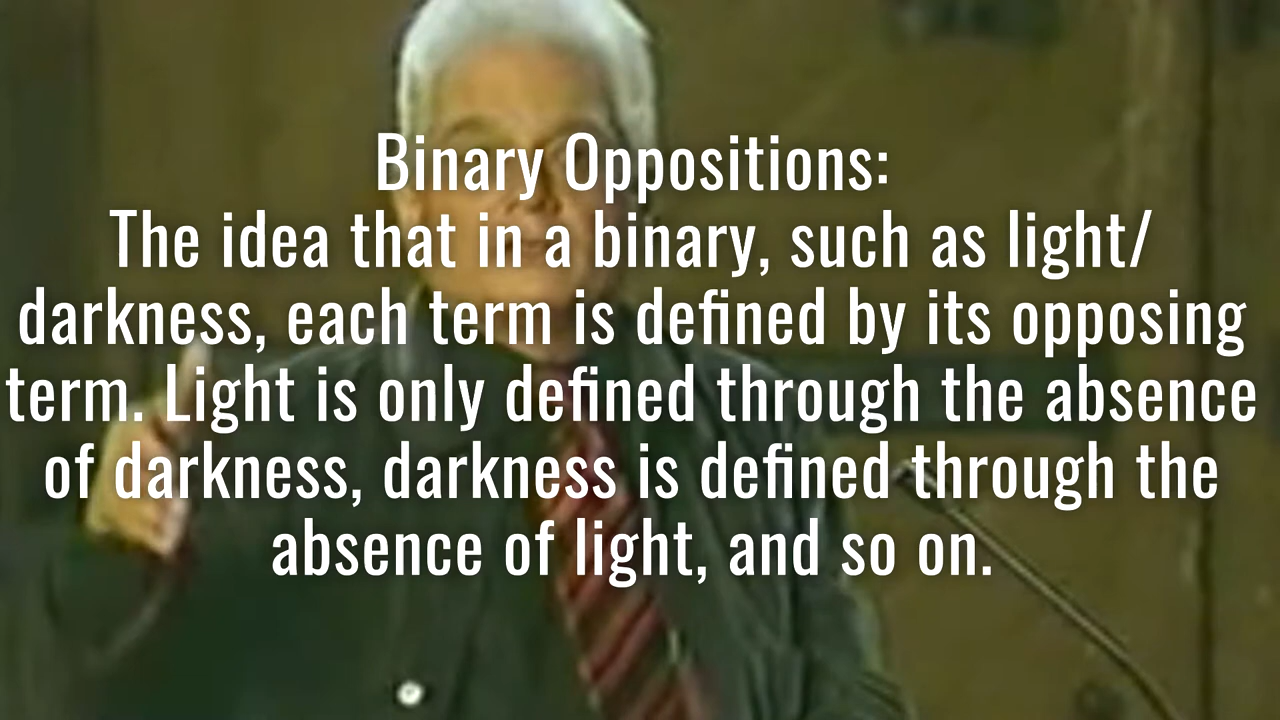 Binary Oppositions:
The idea that in a binary, such as light/
darkness, each term is defined by its opposing
term. Light is only defined through the absence
of darkness, darkness is defined through the
absence of light, and so on.